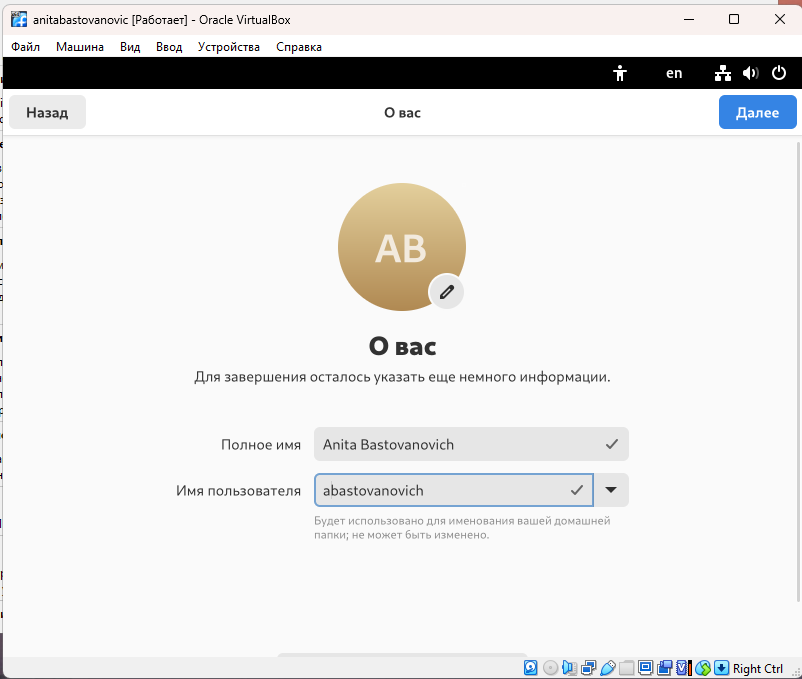 anitabastovanovic [Работает] - Oracle VirtualBox
Файл Машина Вид Ввод Устройства Справка
en
Назад О вас Далее
AB
О вас
Для завершения осталось указать еще немного информации.
Полное имя Anita Bastovanovich
Имя пользователя abastovanovich
Будет использовано для именования вашей домашней
папки; не может быть изменено.
Right Ctrl